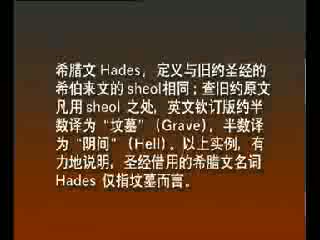 希腊文 Hades，定义与旧约圣经的
希伯来文的 sheol相同；查旧约原文
凡用 sheol 之处，英文钦订版约半
数译为“坟墓”（Grave），半数译
为“阴间”（Hell）。以上实例，有
力地说明，圣经借用的希腊文名词
Hades 仅指坟墓而言。